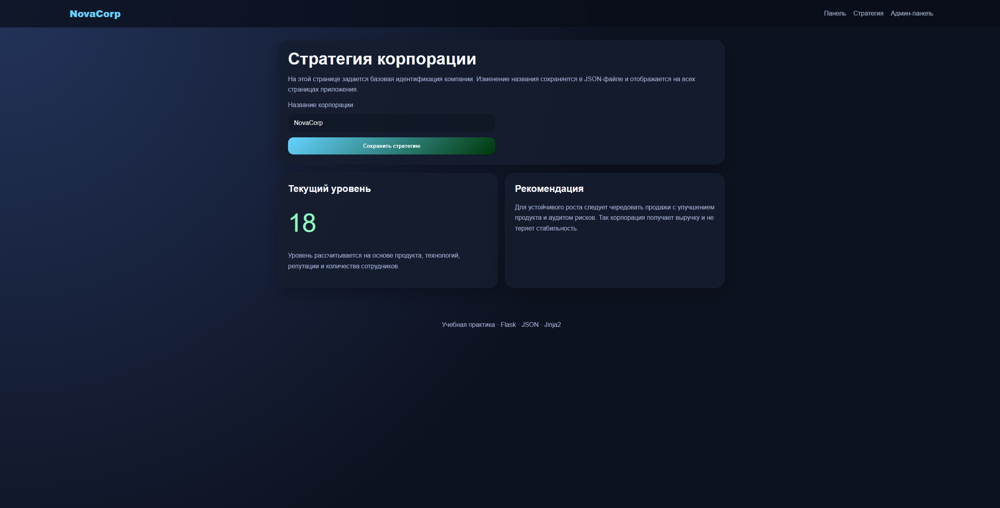 NovaCorp
Панель Стратегия Админ-панель
Стратегия корпорации
На этой странице задается базовая идентификация компании. Изменение названия сохраняется в JSON-файле и отображается на всех
страницах приложения.
Название корпорации
NovaCorp
Сохранить стратегию
Текущий уровень
18
Уровень рассчитывается на основе продукта, технологий,
репутации и количества сотрудников.
Рекомендация
Для устойчивого роста следует чередовать продажи с улучшением
продукта и аудитом рисков. Так корпорация получает выручку и не
теряет стабильность.
Учебная практика · Flask · JSON · Jinja2